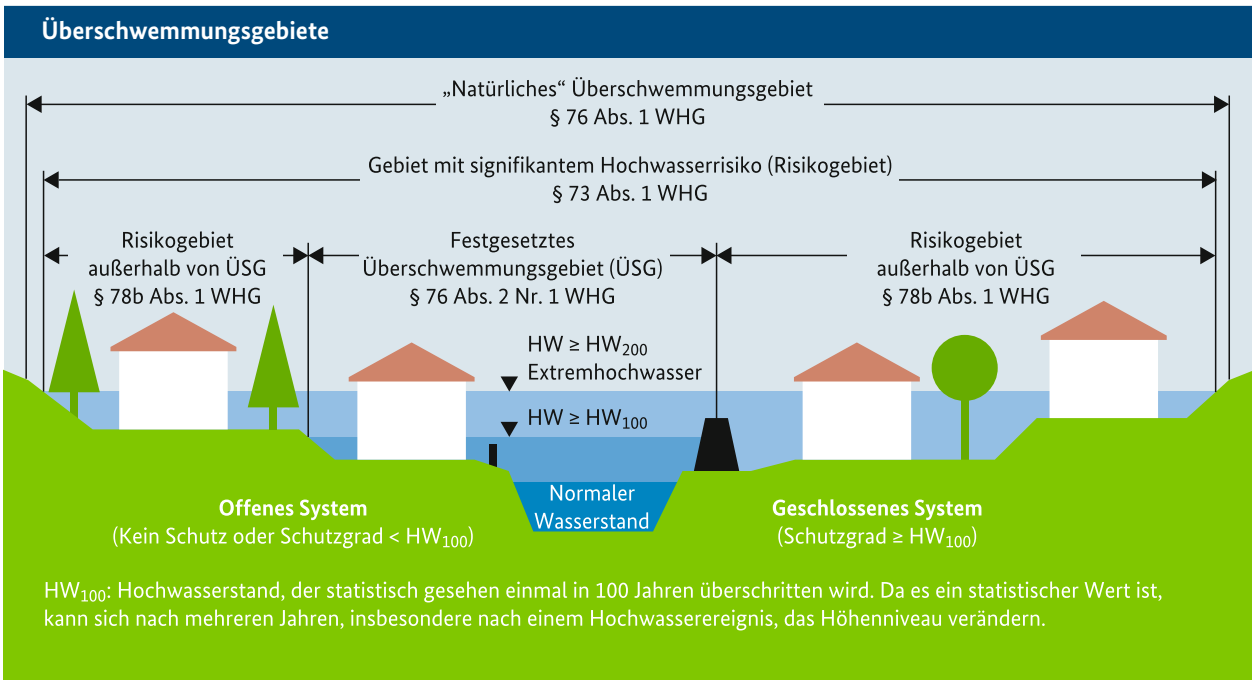 Überschwemmungsgebiete
„Natürliches“ Überschwemmungsgebiet
§ 76 Abs. 1 WHG
Gebiet mit signifikantem Hochwasserrisiko (Risikogebiet)
§ 73 Abs. 1 WHG
Risikogebiet
außerhalb von ÜSG
§ 78b Abs. 1 WHG
Festgesetztes
Überschwemmungsgebiet (ÜSG)
§ 76 Abs. 2 Nr. 1 WHG
Risikogebiet
außerhalb von ÜSG
§ 78b Abs. 1 WHG
HW ≥ HW₂₀₀
Extremhochwasser
HW ≥ HW₁₀₀
Normaler
Wasserstand
Offenes System
(Kein Schutz oder Schutzgrad < HW₁₀₀)
Geschlossenes System
(Schutzgrad ≥ HW₁₀₀)
HW₁₀₀: Hochwasserstand, der statistisch gesehen einmal in 100 Jahren überschritten wird. Da es ein statistischer Wert ist,
kann sich nach mehreren Jahren, insbesondere nach einem Hochwasserereignis, das Höhenniveau verändern.